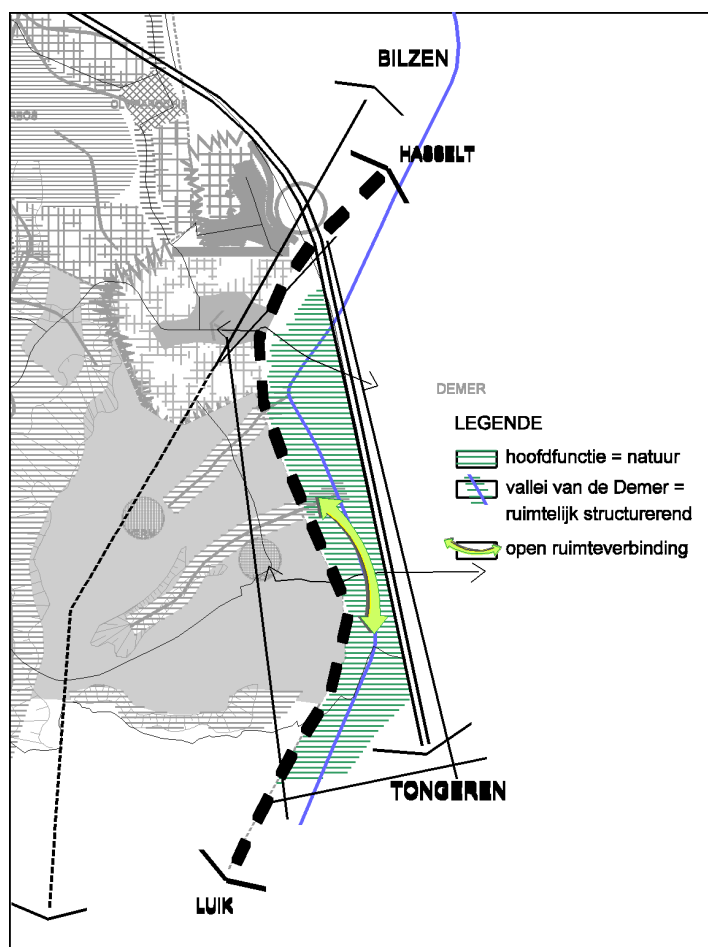 BILZEN
HASSELT
DEMER
LEGENDE
hoofdfunctie = natuur
vallei van de Demer =
ruimtelijk structurerend
open ruimteverbinding
TONGEREN
LUIK